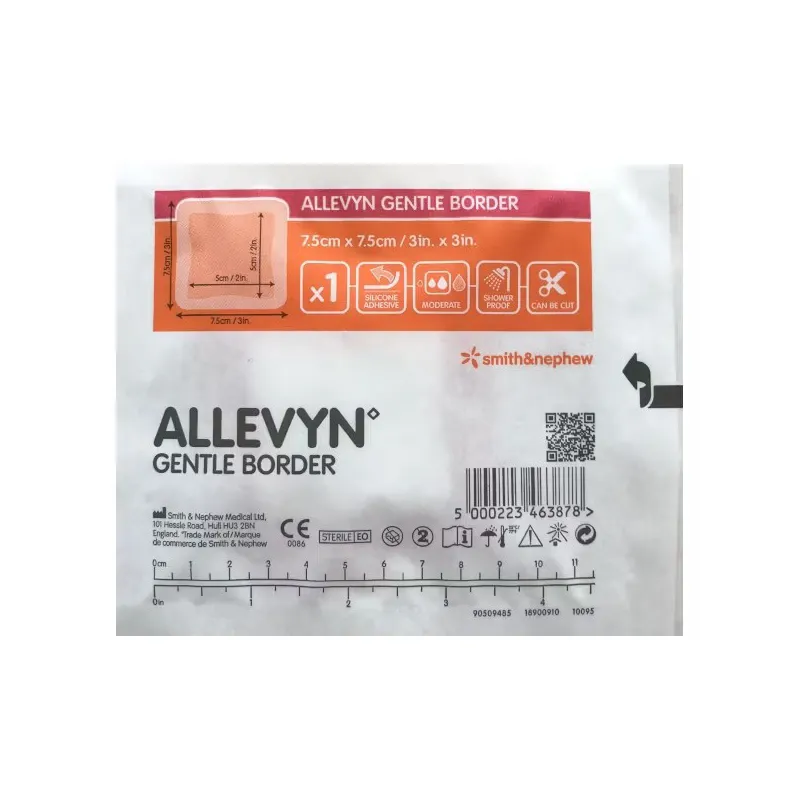 ALLEVYN GENTLE BORDER
7.5cm x 7.5cm / 3in. x 3in.
7.5cm / 3in.
5cm / 2in.
5cm / 2in.
7.5cm / 3in.
x1
SILICONE
ADHESIVE
MODERATE
SHOWER
PROOF
CAN BE CUT
smith&nephew
ALLEVYN◊
GENTLE BORDER
5 000223 463878 >
Smith & Nephew Medical Ltd,
101 Hessle Road, Hull HU3 2BN
England. *Trade Mark of/Marque
de commerce de Smith & Nephew
CE
0086
STERILE EO
2
i
0cm 1 2 3 4 5 6 7 8 9 10 11
0in 1 2 3 4
90509485 18900910 10095